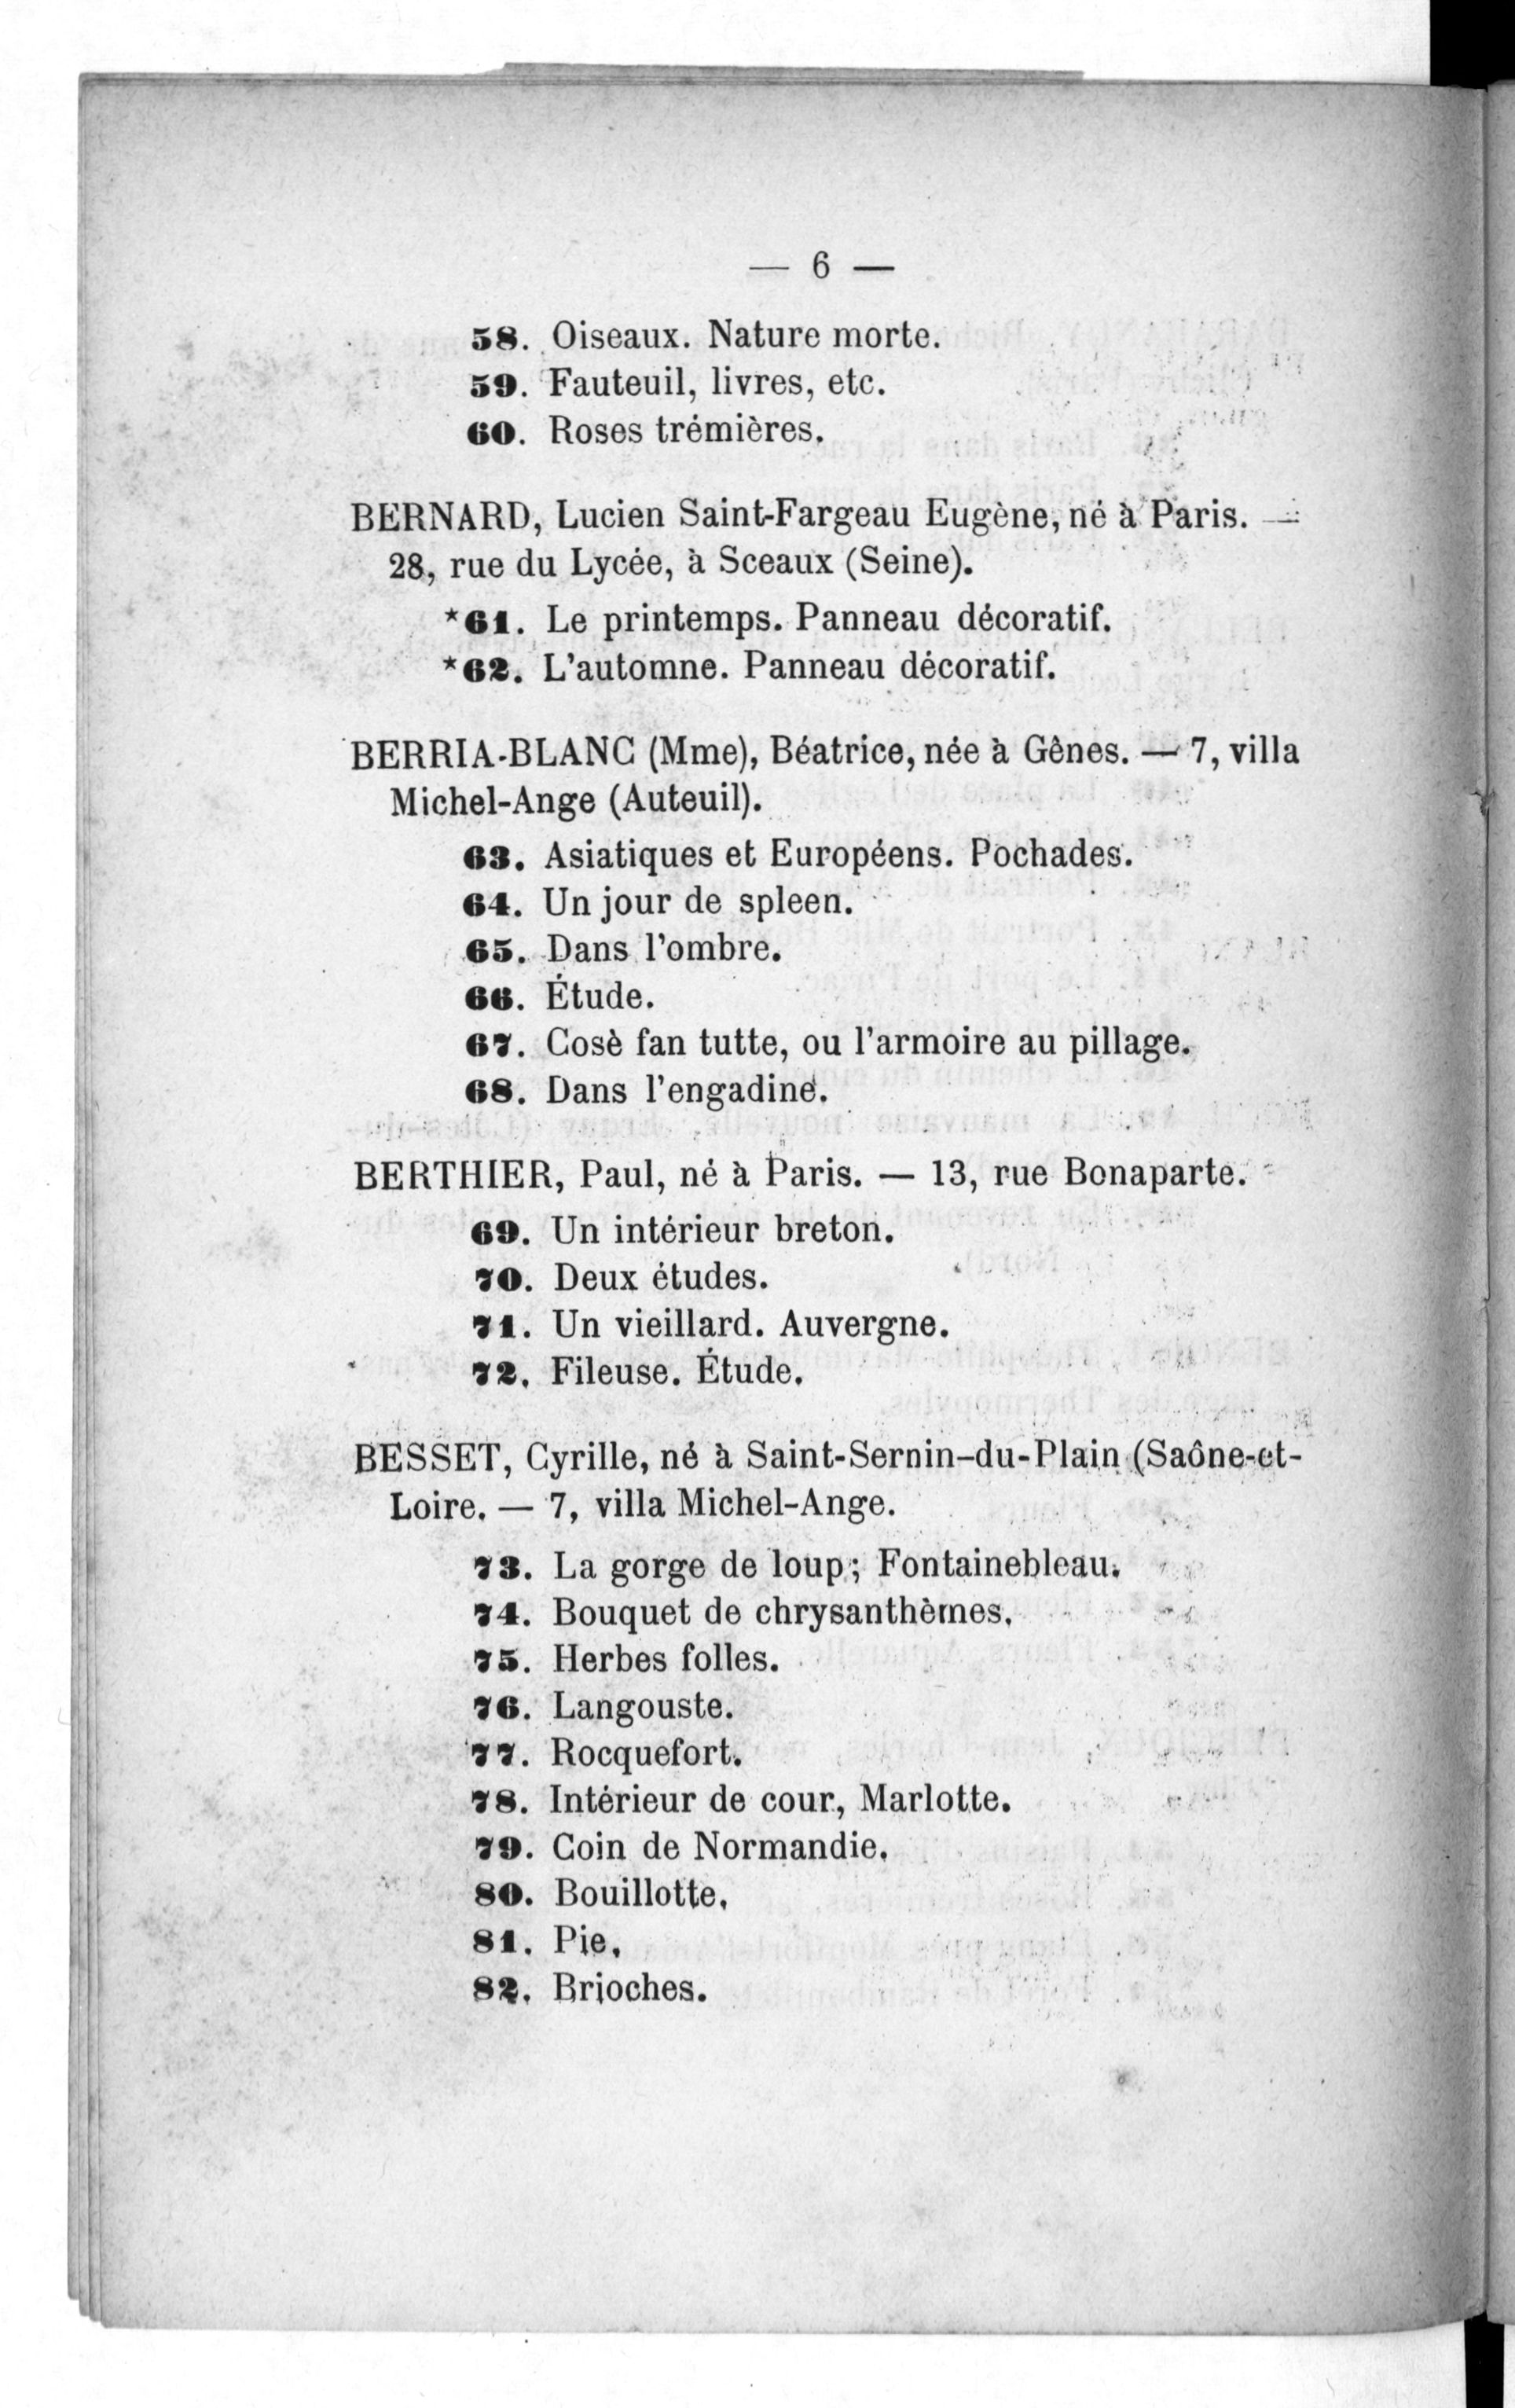 — 6 —
58. Oiseaux. Nature morte.
59. Fauteuil, livres, etc.
60. Roses trémières.
BERNARD, Lucien Saint-Fargeau Eugène, né à Paris. —
28, rue du Lycée, à Sceaux (Seine).
*61. Le printemps. Panneau décoratif.
*62. L'automne. Panneau décoratif.
BERRIA-BLANC (Mme), Béatrice, née à Gênes. — 7, villa
Michel-Ange (Auteuil).
63. Asiatiques et Européens. Pochades.
64. Un jour de spleen.
65. Dans l'ombre.
66. Étude.
67. Cosè fan tutte, ou l'armoire au pillage.
68. Dans l'engadine.
BERTHIER, Paul, né à Paris. — 13, rue Bonaparte.
69. Un intérieur breton.
70. Deux études.
71. Un vieillard. Auvergne.
72. Fileuse. Étude.
BESSET, Cyrille, né à Saint-Sernin-du-Plain (Saône-et-
Loire. — 7, villa Michel-Ange.
73. La gorge de loup; Fontainebleau.
74. Bouquet de chrysanthèmes.
75. Herbes folles.
76. Langouste.
77. Rocquefort.
78. Intérieur de cour, Marlotte.
79. Coin de Normandie.
80. Bouillotte.
81. Pie.
82. Brioches.